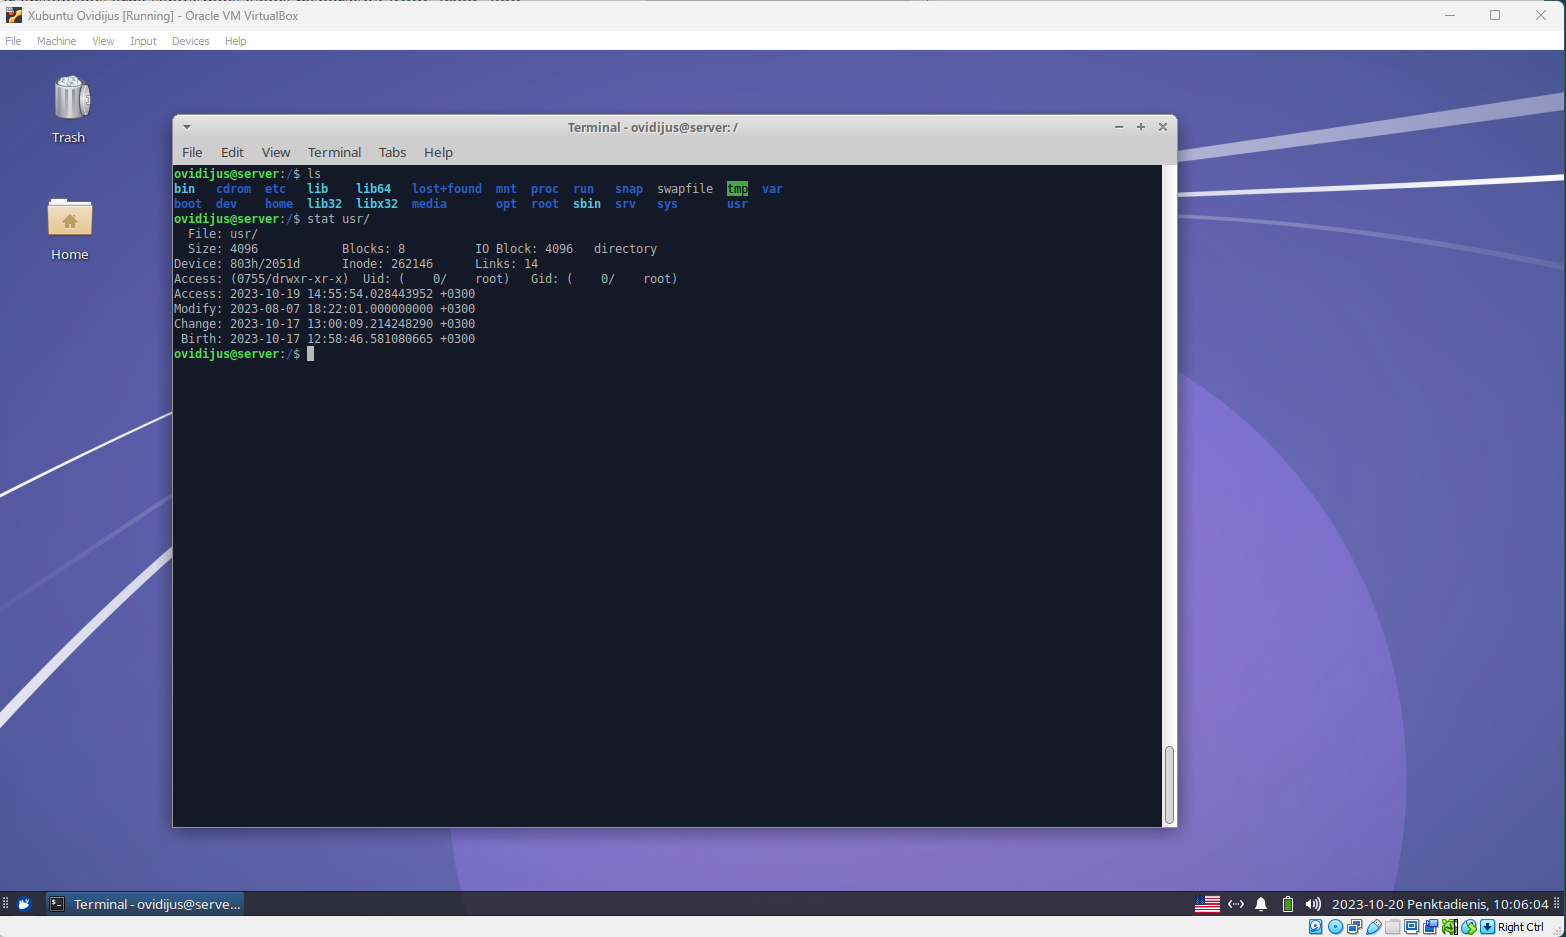 Xubuntu Ovidijus [Running] - Oracle VM VirtualBox
File Machine View Input Devices Help
Trash
Home
Terminal - ovidijus@server: /
File Edit View Terminal Tabs Help
ovidijus@server:/$ ls
bin cdrom etc lib lib64 lost+found mnt proc run snap swapfile tmp var
boot dev home lib32 libx32 media opt root sbin srv sys usr
ovidijus@server:/$ stat usr/
File: usr/
Size: 4096 Blocks: 8 IO Block: 4096 directory
Device: 803h/2051d Inode: 262146 Links: 14
Access: (0755/drwxr-xr-x) Uid: ( 0/ root) Gid: ( 0/ root)
Access: 2023-10-19 14:55:54.028443952 +0300
Modify: 2023-08-07 18:22:01.000000000 +0300
Change: 2023-10-17 13:00:09.214248290 +0300
Birth: 2023-10-17 12:58:46.581080665 +0300
ovidijus@server:/$
Terminal - ovidijus@serve...
2023-10-20 Penktadienis, 10:06:04
Right Ctrl